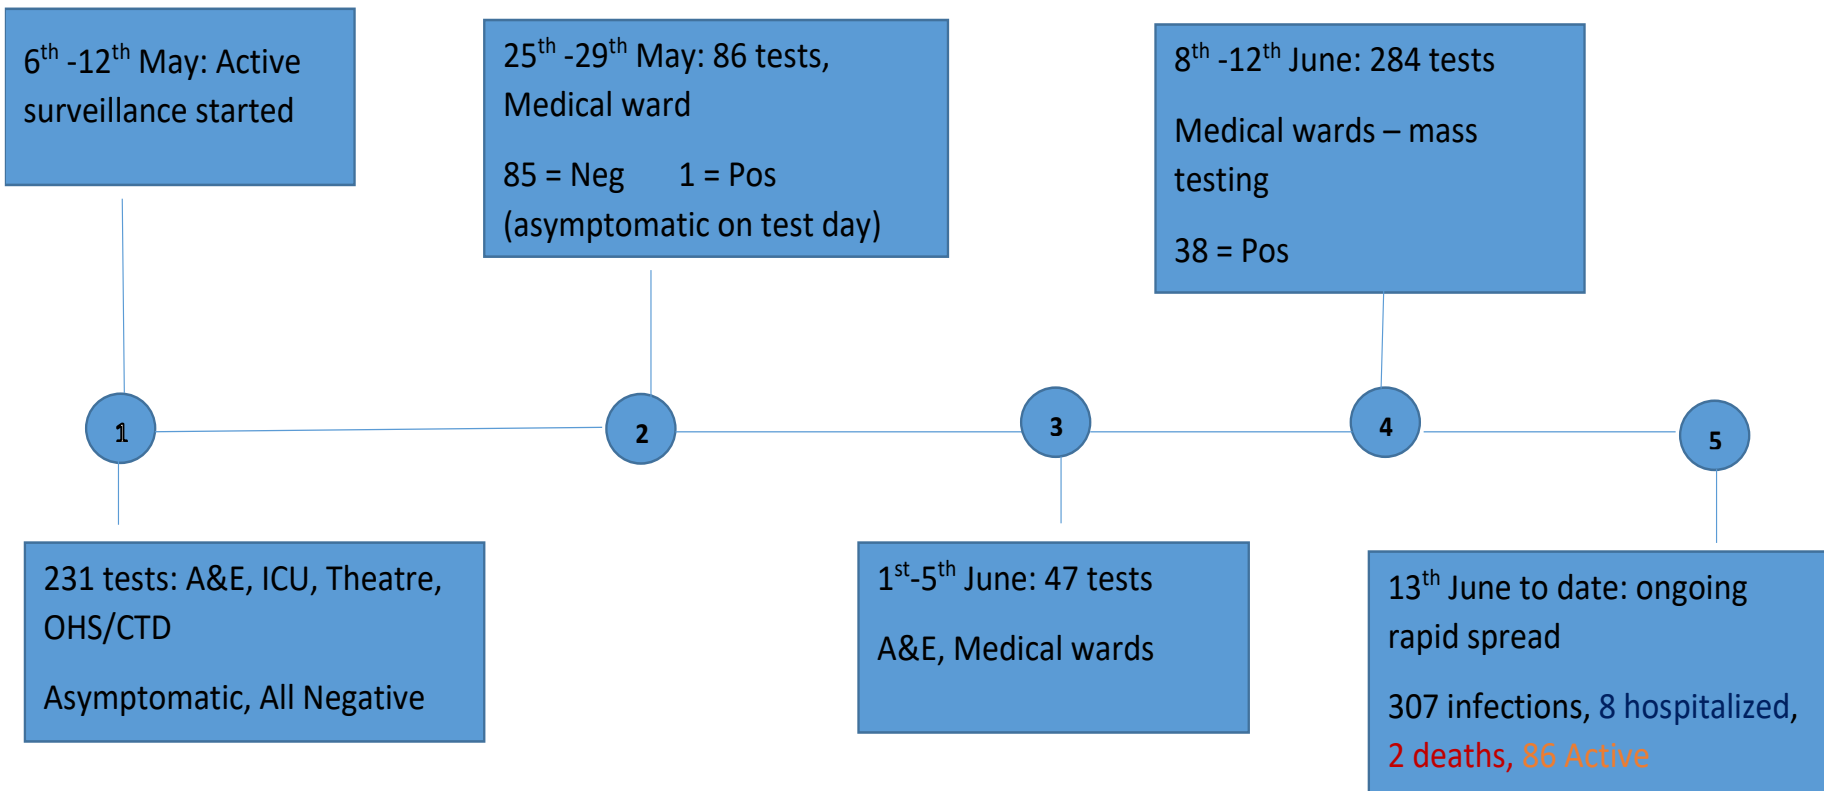 6th -12th May: Active
surveillance started
25th -29th May: 86 tests,
Medical ward
85 = Neg 1 = Pos
(asymptomatic on test day)
8th -12th June: 284 tests
Medical wards – mass
testing
38 = Pos
1
2
3
4
5
231 tests: A&E, ICU, Theatre,
OHS/CTD
Asymptomatic, All Negative
1st-5th June: 47 tests
A&E, Medical wards
13th June to date: ongoing
rapid spread
307 infections, 8 hospitalized,
2 deaths, 86 Active